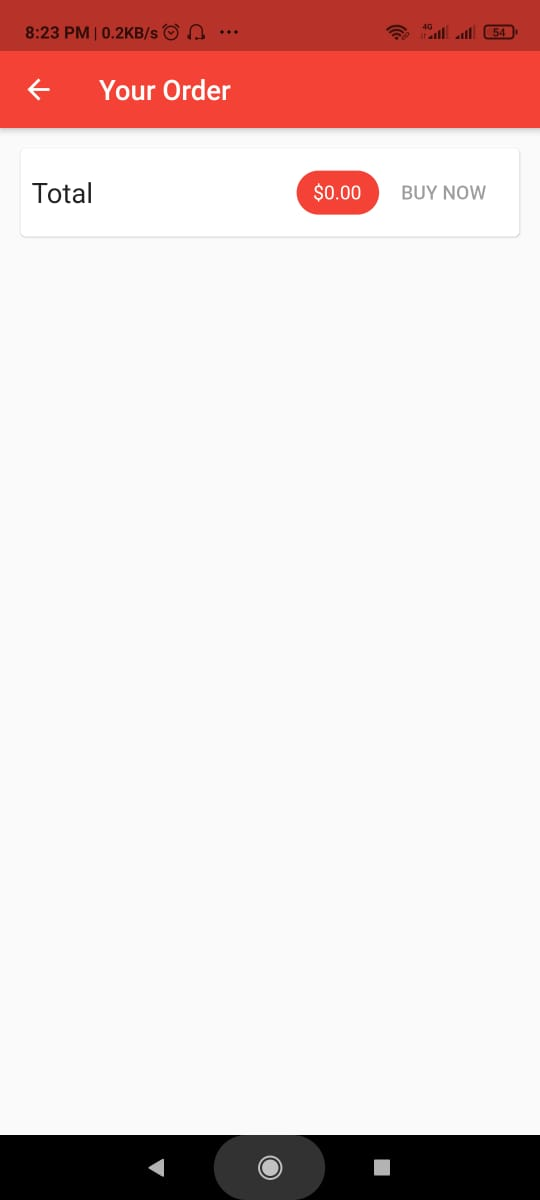 8:23 PM | 0.2KB/s ... 4G 54
Your Order
Total $0.00 BUY NOW